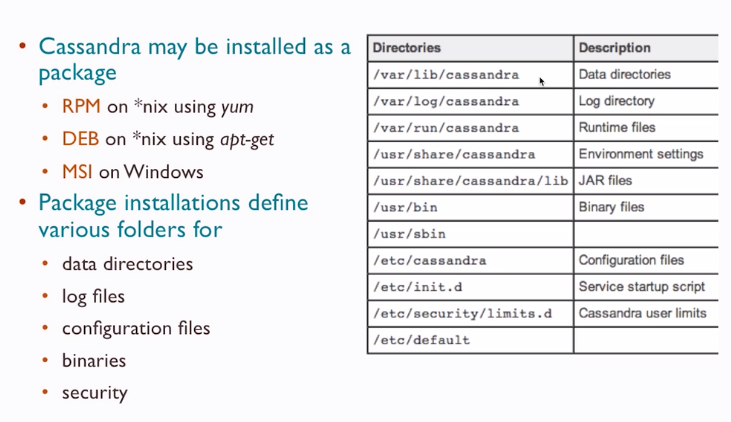 • Cassandra may be installed as a
package
• RPM on *nix using yum
• DEB on *nix using apt-get
• MSI on Windows
• Package installations define
various folders for
• data directories
• log files
• configuration files
• binaries
• security
Directories Description
/var/lib/cassandra Data directories
/var/log/cassandra Log directory
/var/run/cassandra Runtime files
/usr/share/cassandra Environment settings
/usr/share/cassandra/lib JAR files
/usr/bin Binary files
/usr/sbin
/etc/cassandra Configuration files
/etc/init.d Service startup script
/etc/security/limits.d Cassandra user limits
/etc/default